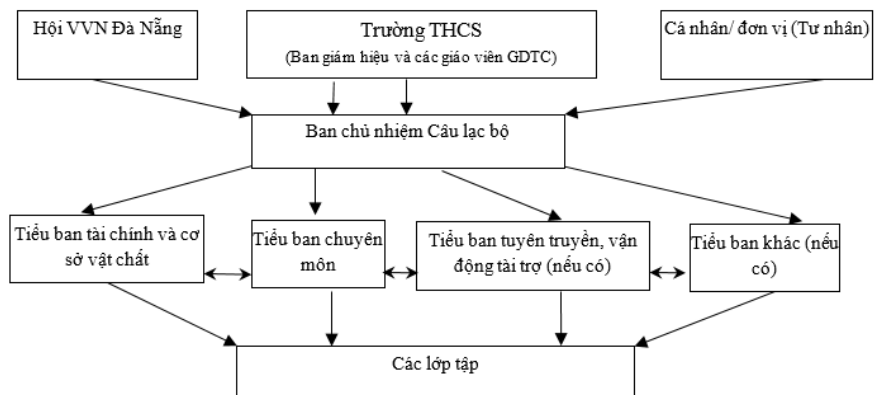 Hội VVN Đà Nẵng
Trường THCS
(Ban giám hiệu và các giáo viên GDTC)
Cá nhân/ đơn vị (Tư nhân)
Ban chủ nhiệm Câu lạc bộ
Tiểu ban tài chính và cơ
sở vật chất
Tiểu ban chuyên
môn
Tiểu ban tuyên truyền, vận
động tài trợ (nếu có)
Tiểu ban khác (nếu
có)
Các lớp tập